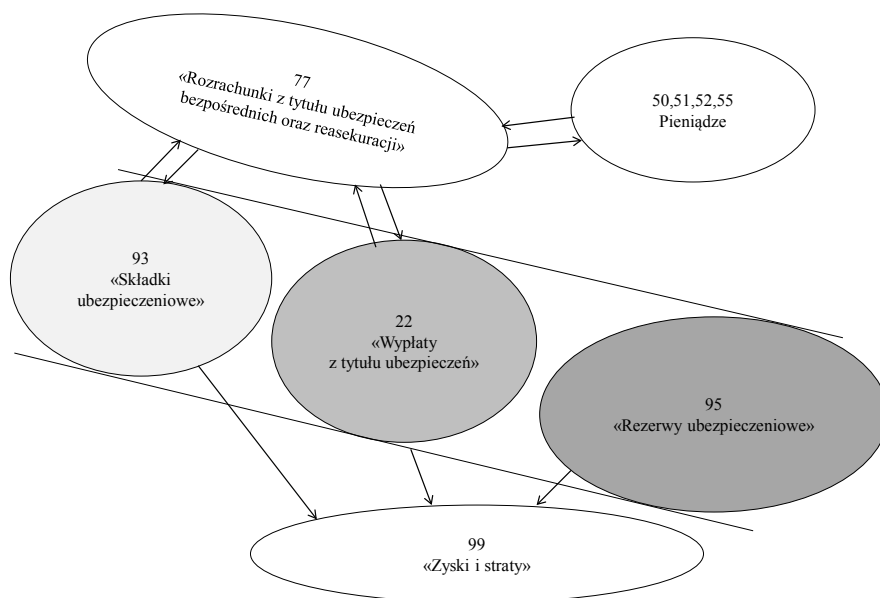 77
«Rozrachunki z tytułu ubezpieczeń
bezpośrednich oraz reasekuracji»
50,51,52,55
Pieniądze
93
«Składki
ubezpieczeniowe»
22
«Wypłaty
z tytułu ubezpieczeń»
95
«Rezerwy ubezpieczeniowe»
99
«Zyski i straty»